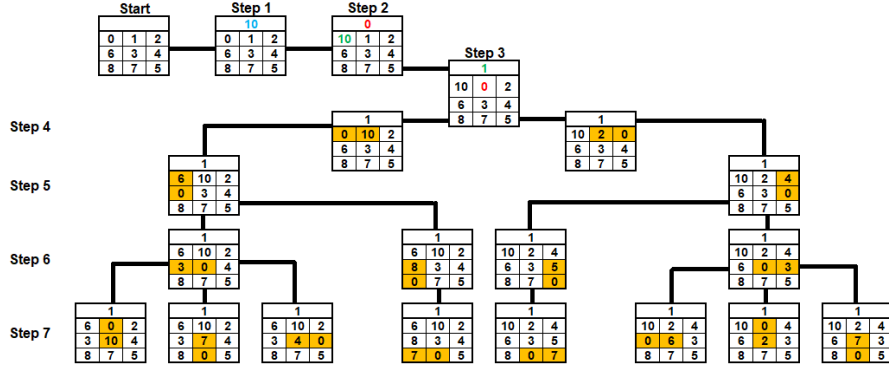 Start
0 1 2
6 3 4
8 7 5
Step 1
10
0 1 2
6 3 4
8 7 5
Step 2
0
10 1 2
6 3 4
8 7 5
Step 3
1
10 0 2
6 3 4
8 7 5
Step 4
1
0 10 2
6 3 4
8 7 5
1
10 2 0
6 3 4
8 7 5
Step 5
1
6 10 2
0 3 4
8 7 5
1
10 2 4
6 3 0
8 7 5
Step 6
1
6 10 2
3 0 4
8 7 5
1
6 10 2
8 3 4
0 7 5
1
10 2 4
6 3 5
8 7 0
1
10 2 4
6 0 3
8 7 5
Step 7
1
6 0 2
3 10 4
8 7 5
1
6 10 2
3 7 4
8 0 5
1
6 10 2
3 4 0
8 7 5
1
6 10 2
8 3 4
7 0 5
1
10 2 4
6 3 5
8 0 7
1
10 2 4
0 6 3
8 7 5
1
10 0 4
6 2 3
8 7 5
1
10 2 4
6 7 3
8 0 5